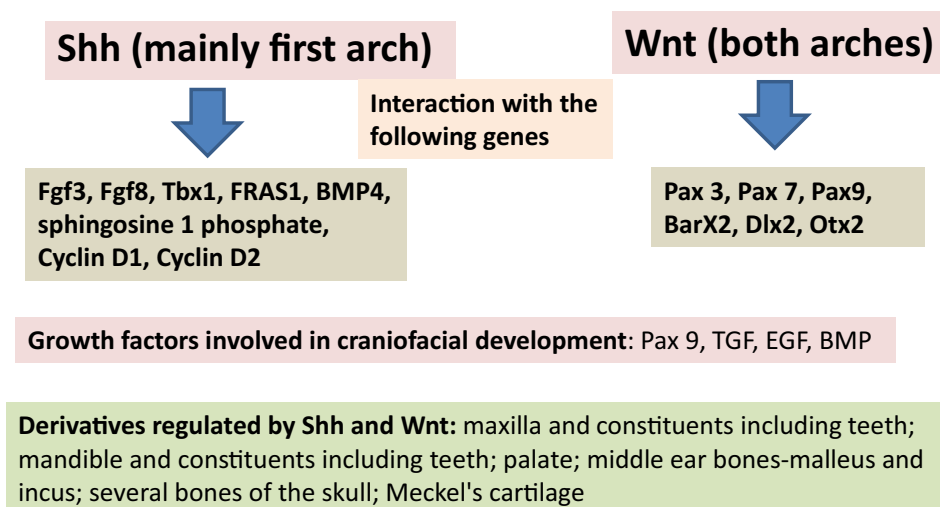 Shh (mainly first arch)
Wnt (both arches)
Interaction with the
following genes
Fgf3, Fgf8, Tbx1, FRAS1, BMP4,
sphingosine 1 phosphate,
Cyclin D1, Cyclin D2
Pax 3, Pax 7, Pax9,
BarX2, Dlx2, Otx2
Growth factors involved in craniofacial development: Pax 9, TGF, EGF, BMP
Derivatives regulated by Shh and Wnt: maxilla and constituents including teeth;
mandible and constituents including teeth; palate; middle ear bones-malleus and
incus; several bones of the skull; Meckel's cartilage